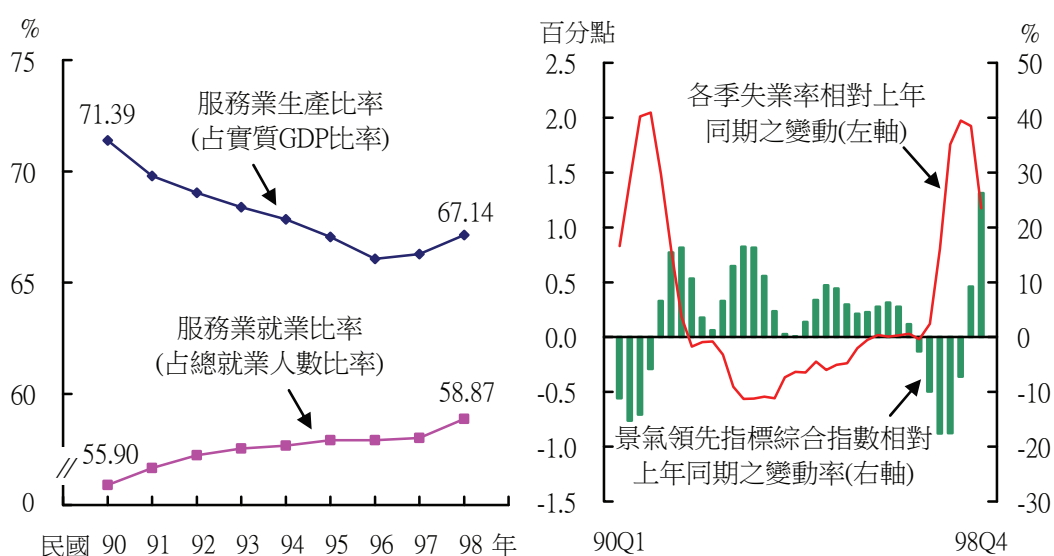 %
75
71.39
服務業生產比率
(占實質GDP比率)
70
67.14
65
服務業就業比率
(占總就業人數比率)
60
58.87
55.90
0
民國 90 91 92 93 94 95 96 97 98 年
百分點
%
2.5
50
各季失業率相對上年
同期之變動(左軸)
2.0
40
1.5
30
1.0
20
0.5
10
0.0
0
-0.5
-10
景氣領先指標綜合指數相對
上年同期之變動率(右軸)
-1.0
-20
-1.5
-30
90Q1
98Q4